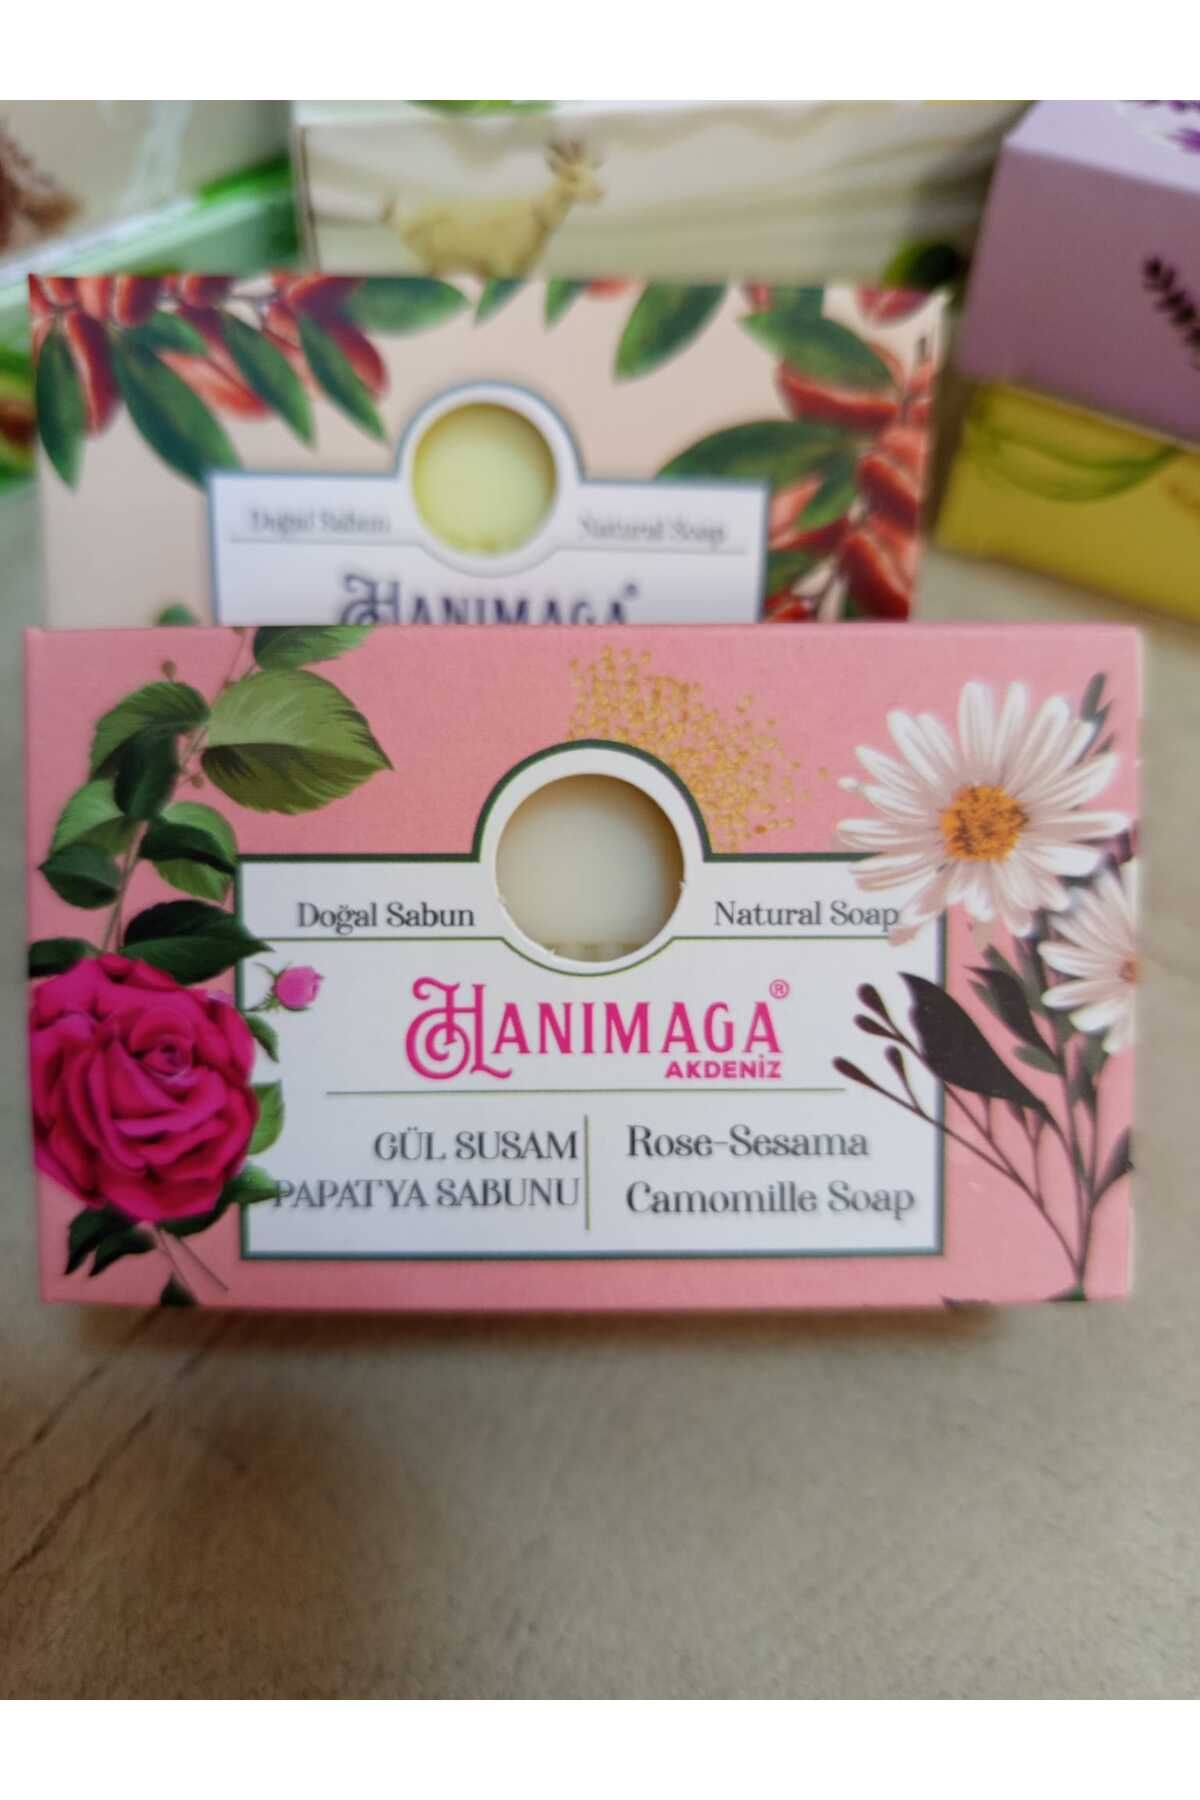 Doğal Sabun Natural Soap
HANIMAGA®
Doğal Sabun Natural Soap
HANIMAGA®
AKDENİZ
GÜL SUSAM
PAPATYA SABUNU
Rose-Sesama
Camomille Soap